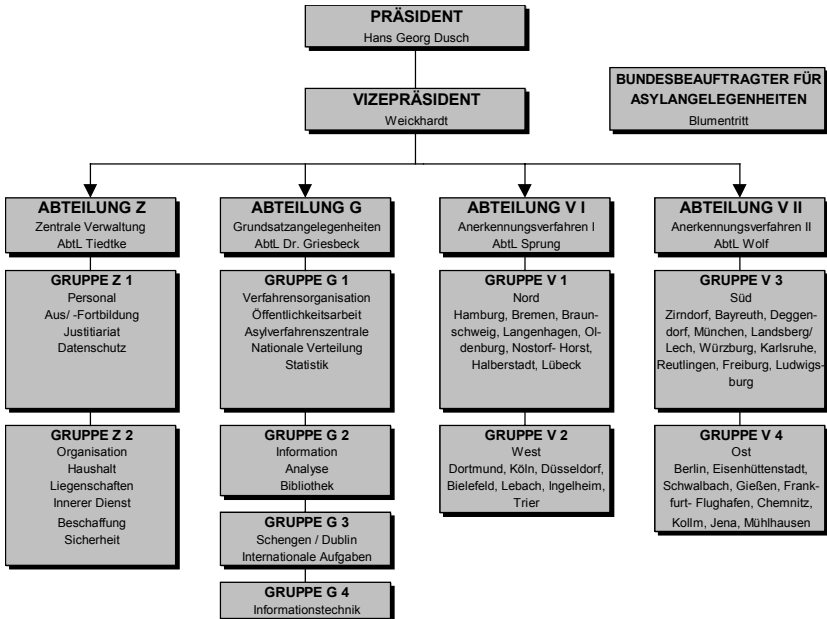 PRÄSIDENT
Hans Georg Dusch
VIZEPRÄSIDENT
Weickhardt
BUNDESBEAUFTRAGTER FÜR
ASYLANGELEGENHEITEN
Blumentritt
ABTEILUNG Z
Zentrale Verwaltung
AbtL Tiedtke
GRUPPE Z 1
Personal
Aus/ -Fortbildung
Justitiariat
Datenschutz
GRUPPE Z 2
Organisation
Haushalt
Liegenschaften
Innerer Dienst
Beschaffung
Sicherheit
ABTEILUNG G
Grundsatzangelegenheiten
AbtL Dr. Griesbeck
GRUPPE G 1
Verfahrensorganisation
Öffentlichkeitsarbeit
Asylverfahrenszentrale
Nationale Verteilung
Statistik
GRUPPE G 2
Information
Analyse
Bibliothek
GRUPPE G 3
Schengen / Dublin
Internationale Aufgaben
GRUPPE G 4
Informationstechnik
ABTEILUNG V I
Anerkennungsverfahren I
AbtL Sprung
GRUPPE V 1
Nord
Hamburg, Bremen, Braun-
schweig, Langenhagen, Ol-
denburg, Nostorf- Horst,
Halberstadt, Lübeck
GRUPPE V 2
West
Dortmund, Köln, Düsseldorf,
Bielefeld, Lebach, Ingelheim,
Trier
ABTEILUNG V II
Anerkennungsverfahren II
AbtL Wolf
GRUPPE V 3
Süd
Zirndorf, Bayreuth, Deggen-
dorf, München, Landsberg/
Lech, Würzburg, Karlsruhe,
Reutlingen, Freiburg, Ludwigs-
burg
GRUPPE V 4
Ost
Berlin, Eisenhüttenstadt,
Schwalbach, Gießen, Frank-
furt- Flughafen, Chemnitz,
Kollm, Jena, Mühlhausen